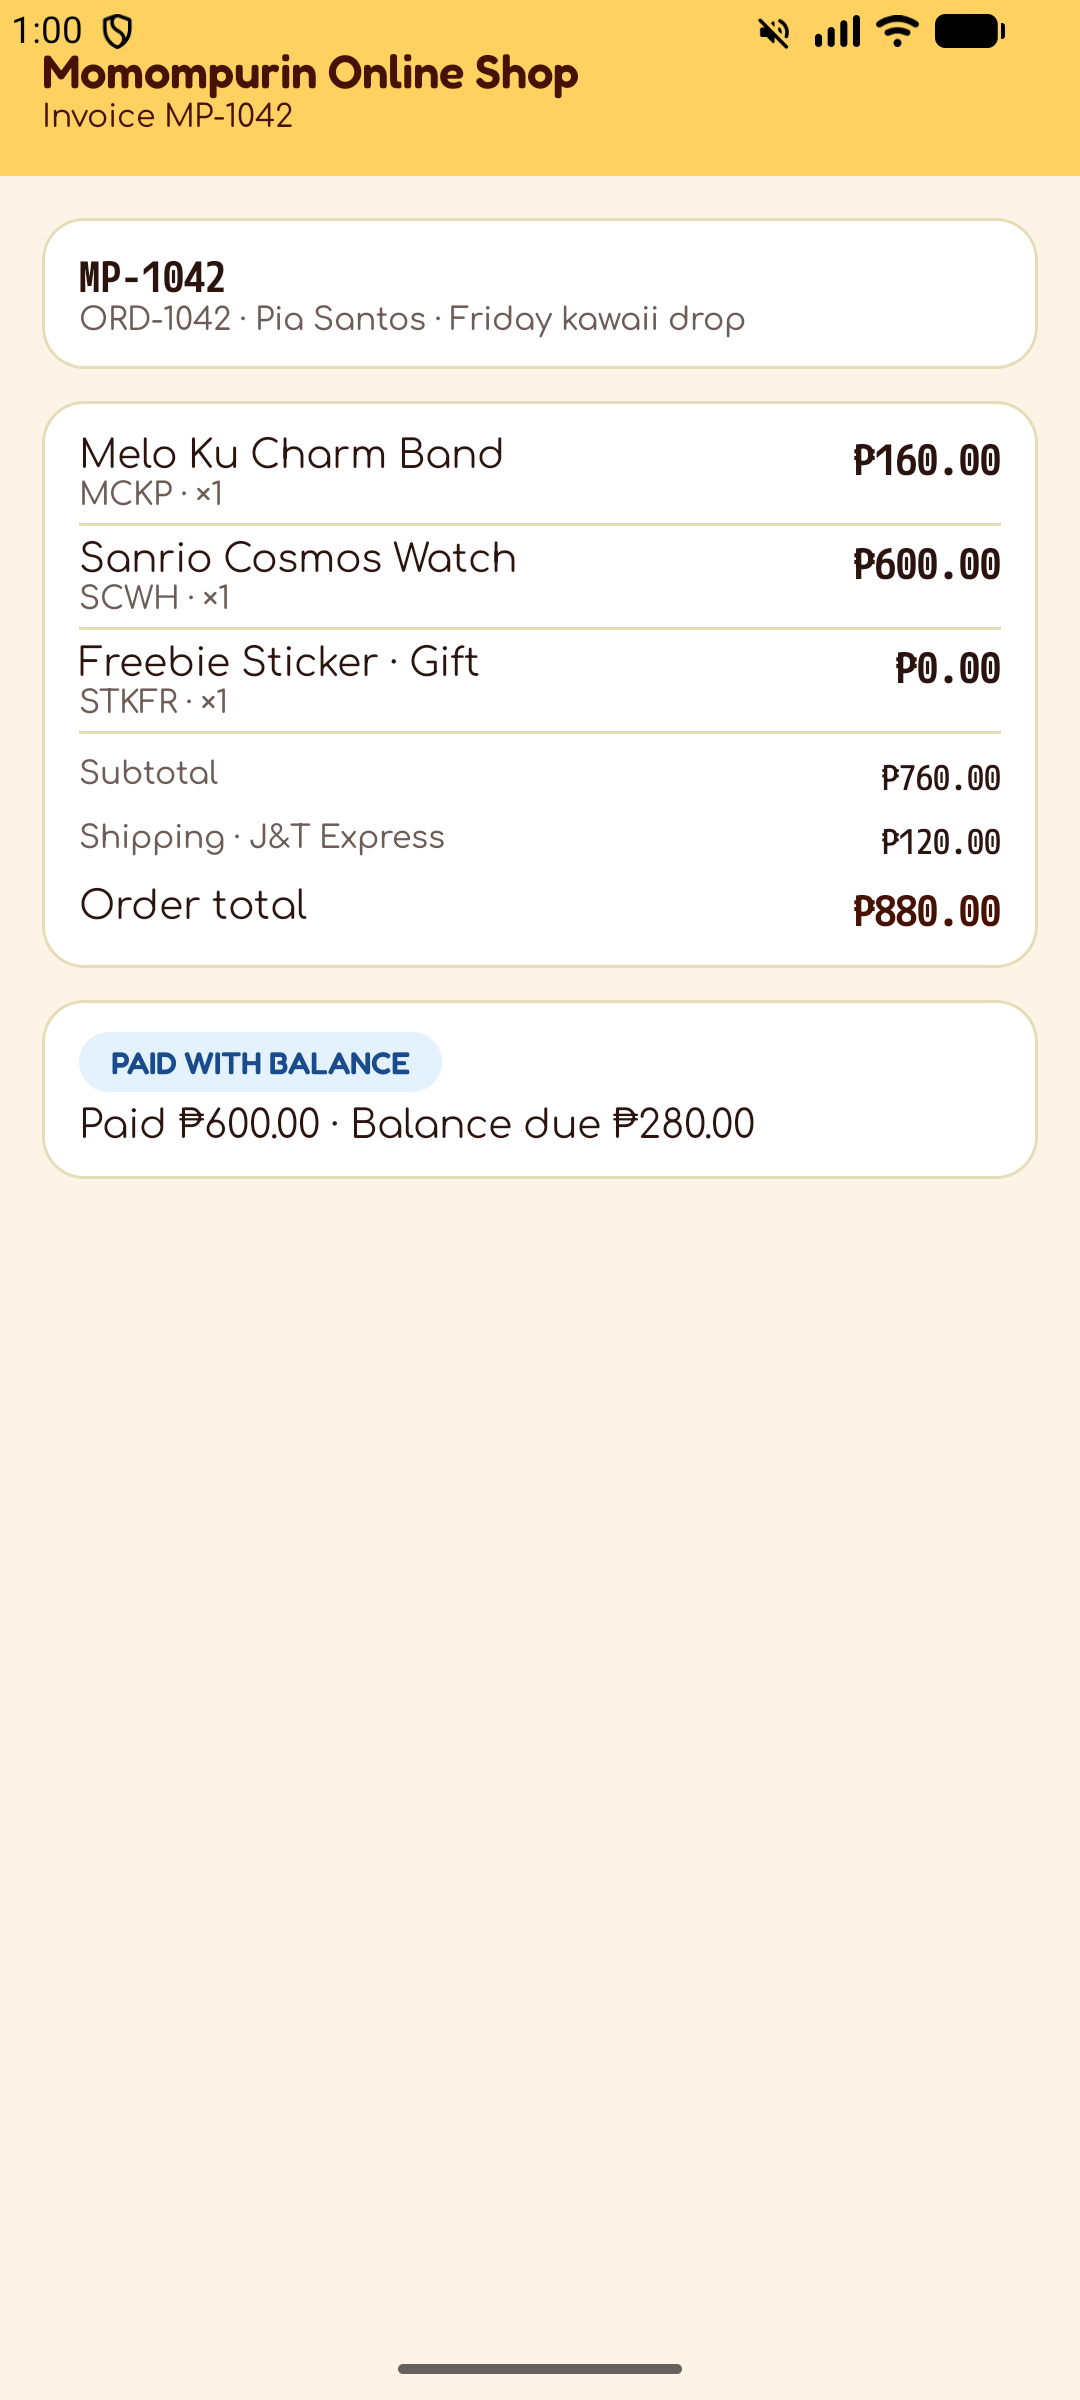 1:00
Momompurin Online Shop
Invoice MP-1042
MP-1042
ORD-1042 · Pia Santos · Friday kawaii drop
Melo Ku Charm Band ₱160.00
MCKP · ×1
Sanrio Cosmos Watch ₱600.00
SCWH · ×1
Freebie Sticker · Gift ₱0.00
STKFR · ×1
Subtotal ₱760.00
Shipping · J&T Express ₱120.00
Order total ₱880.00
PAID WITH BALANCE
Paid ₱600.00 · Balance due ₱280.00